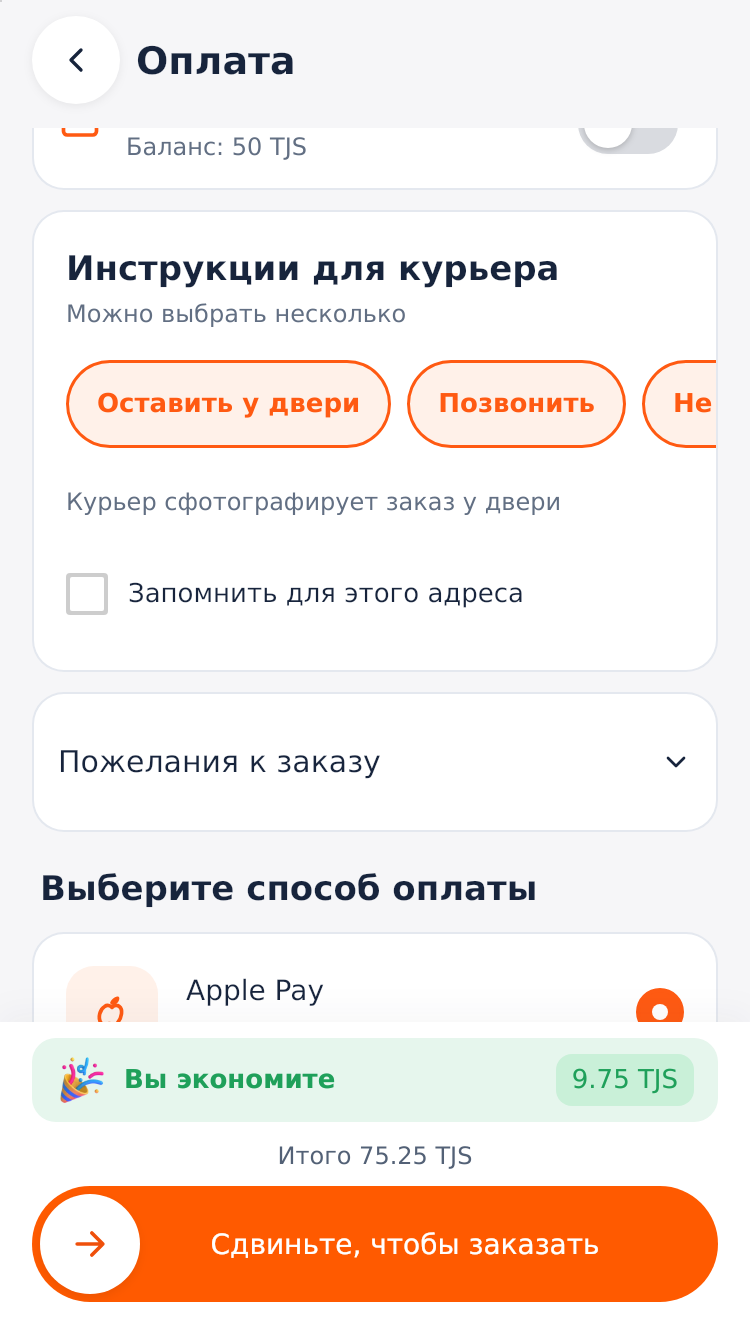 Оплата
Баланс: 50 TJS
Инструкции для курьера
Можно выбрать несколько
Оставить у двери
Позвонить
Не
Курьер сфотографирует заказ у двери
Запомнить для этого адреса
Пожелания к заказу
Выберите способ оплаты
Apple Pay
Вы экономите
9.75 TJS
Итого 75.25 TJS
Сдвиньте, чтобы заказать